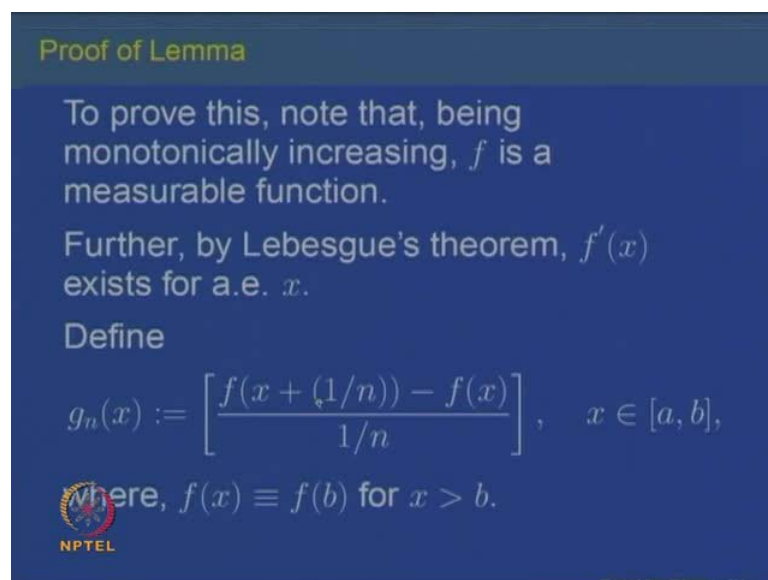 Proof of Lemma
To prove this, note that, being
monotonically increasing, f is a
measurable function.
Further, by Lebesgue's theorem, f′(x)
exists for a.e. x.
Define
gₙ(x) := [ (f(x + (1/n)) − f(x)) / (1/n) ] , x ∈ [a, b],
where, f(x) ≡ f(b) for x > b.
NPTEL